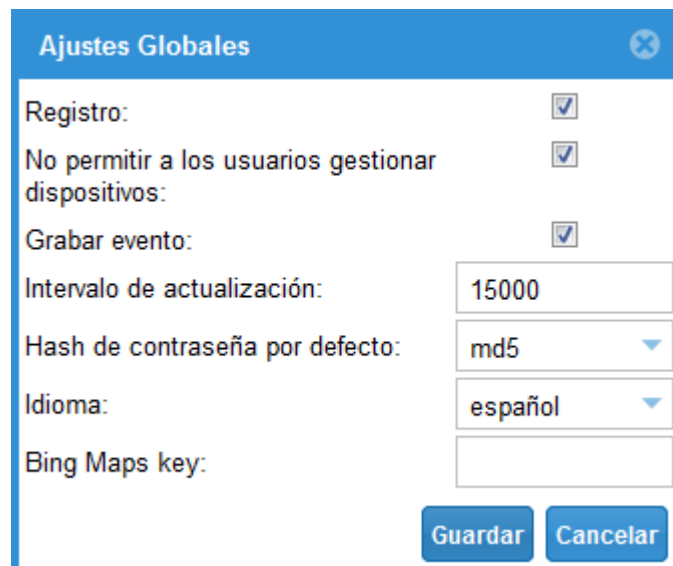 Ajustes Globales
Registro:
No permitir a los usuarios gestionar
dispositivos:
Grabar evento:
Intervalo de actualización: 15000
Hash de contraseña por defecto: md5
Idioma: español
Bing Maps key:
Guardar Cancelar